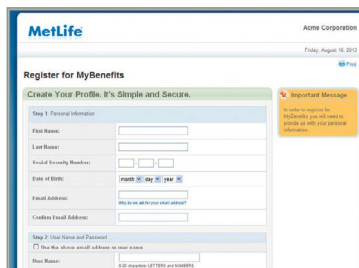 MetLife
Acme Corporation
Friday, August 16, 2013
Print
Register for MyBenefits
Create Your Profile. It's Simple and Secure.
Important Message
In order to register for
MyBenefits you will need to
provide us with your personal
information.
Step 1: Personal Information
First Name:
Last Name:
Social Security Number:
- -
Date of Birth:
month day year
Email Address:
Why do we ask for your email address?
Confirm Email Address:
Step 2: User Name and Password
Use the above email address as user name
User Name:
8-20 characters LETTERS and NUMBERS